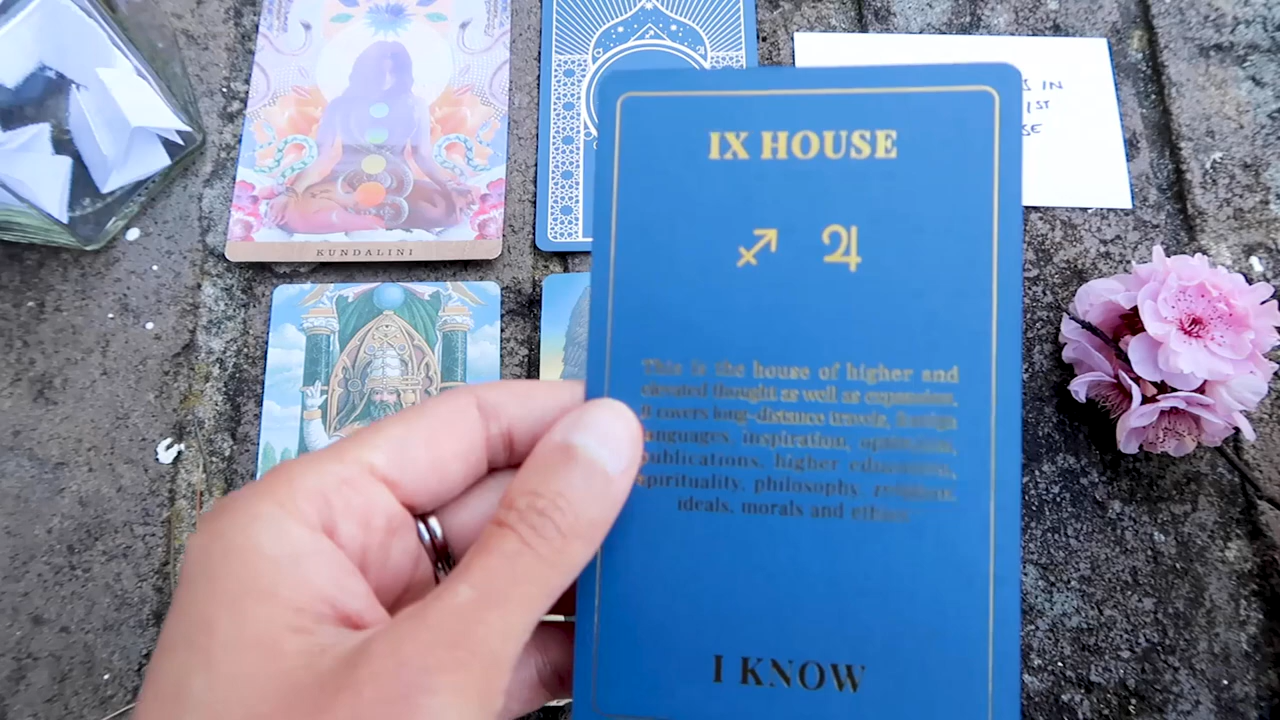 IN
1ST
KUNDALINI
IX HOUSE
This is the house of higher and
elevated thought as well as expansion.
It covers long-distance travels, foreign
languages, inspiration, optimism,
publications, higher education,
spirituality, philosophy, religion,
ideals, morals and ethics.
I KNOW